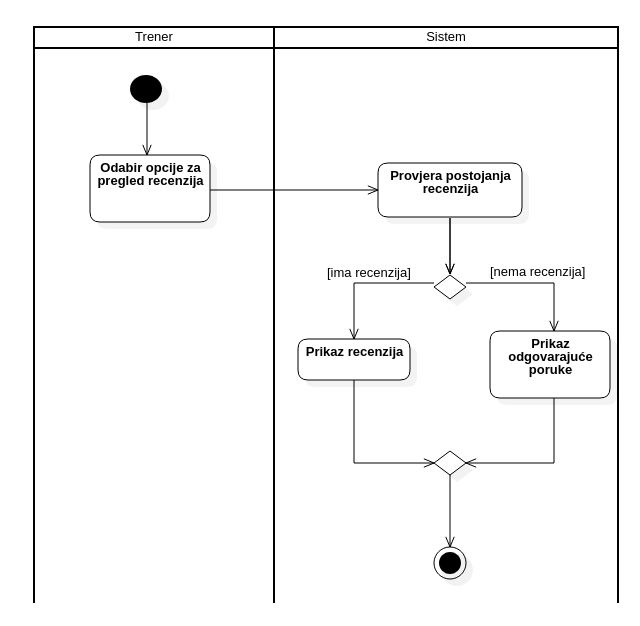 Trener
Sistem
Odabir opcije za
pregled recenzija
Provjera postojanja
recenzija
[ima recenzija]
[nema recenzija]
Prikaz recenzija
Prikaz
odgovarajuće
poruke